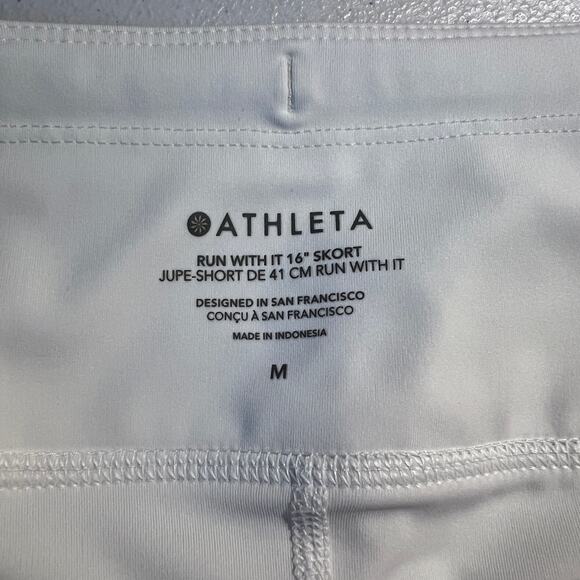 ATHLETA
RUN WITH IT 16" SKORT
JUPE-SHORT DE 41 CM RUN WITH IT
DESIGNED IN SAN FRANCISCO
CONÇU À SAN FRANCISCO
MADE IN INDONESIA
M